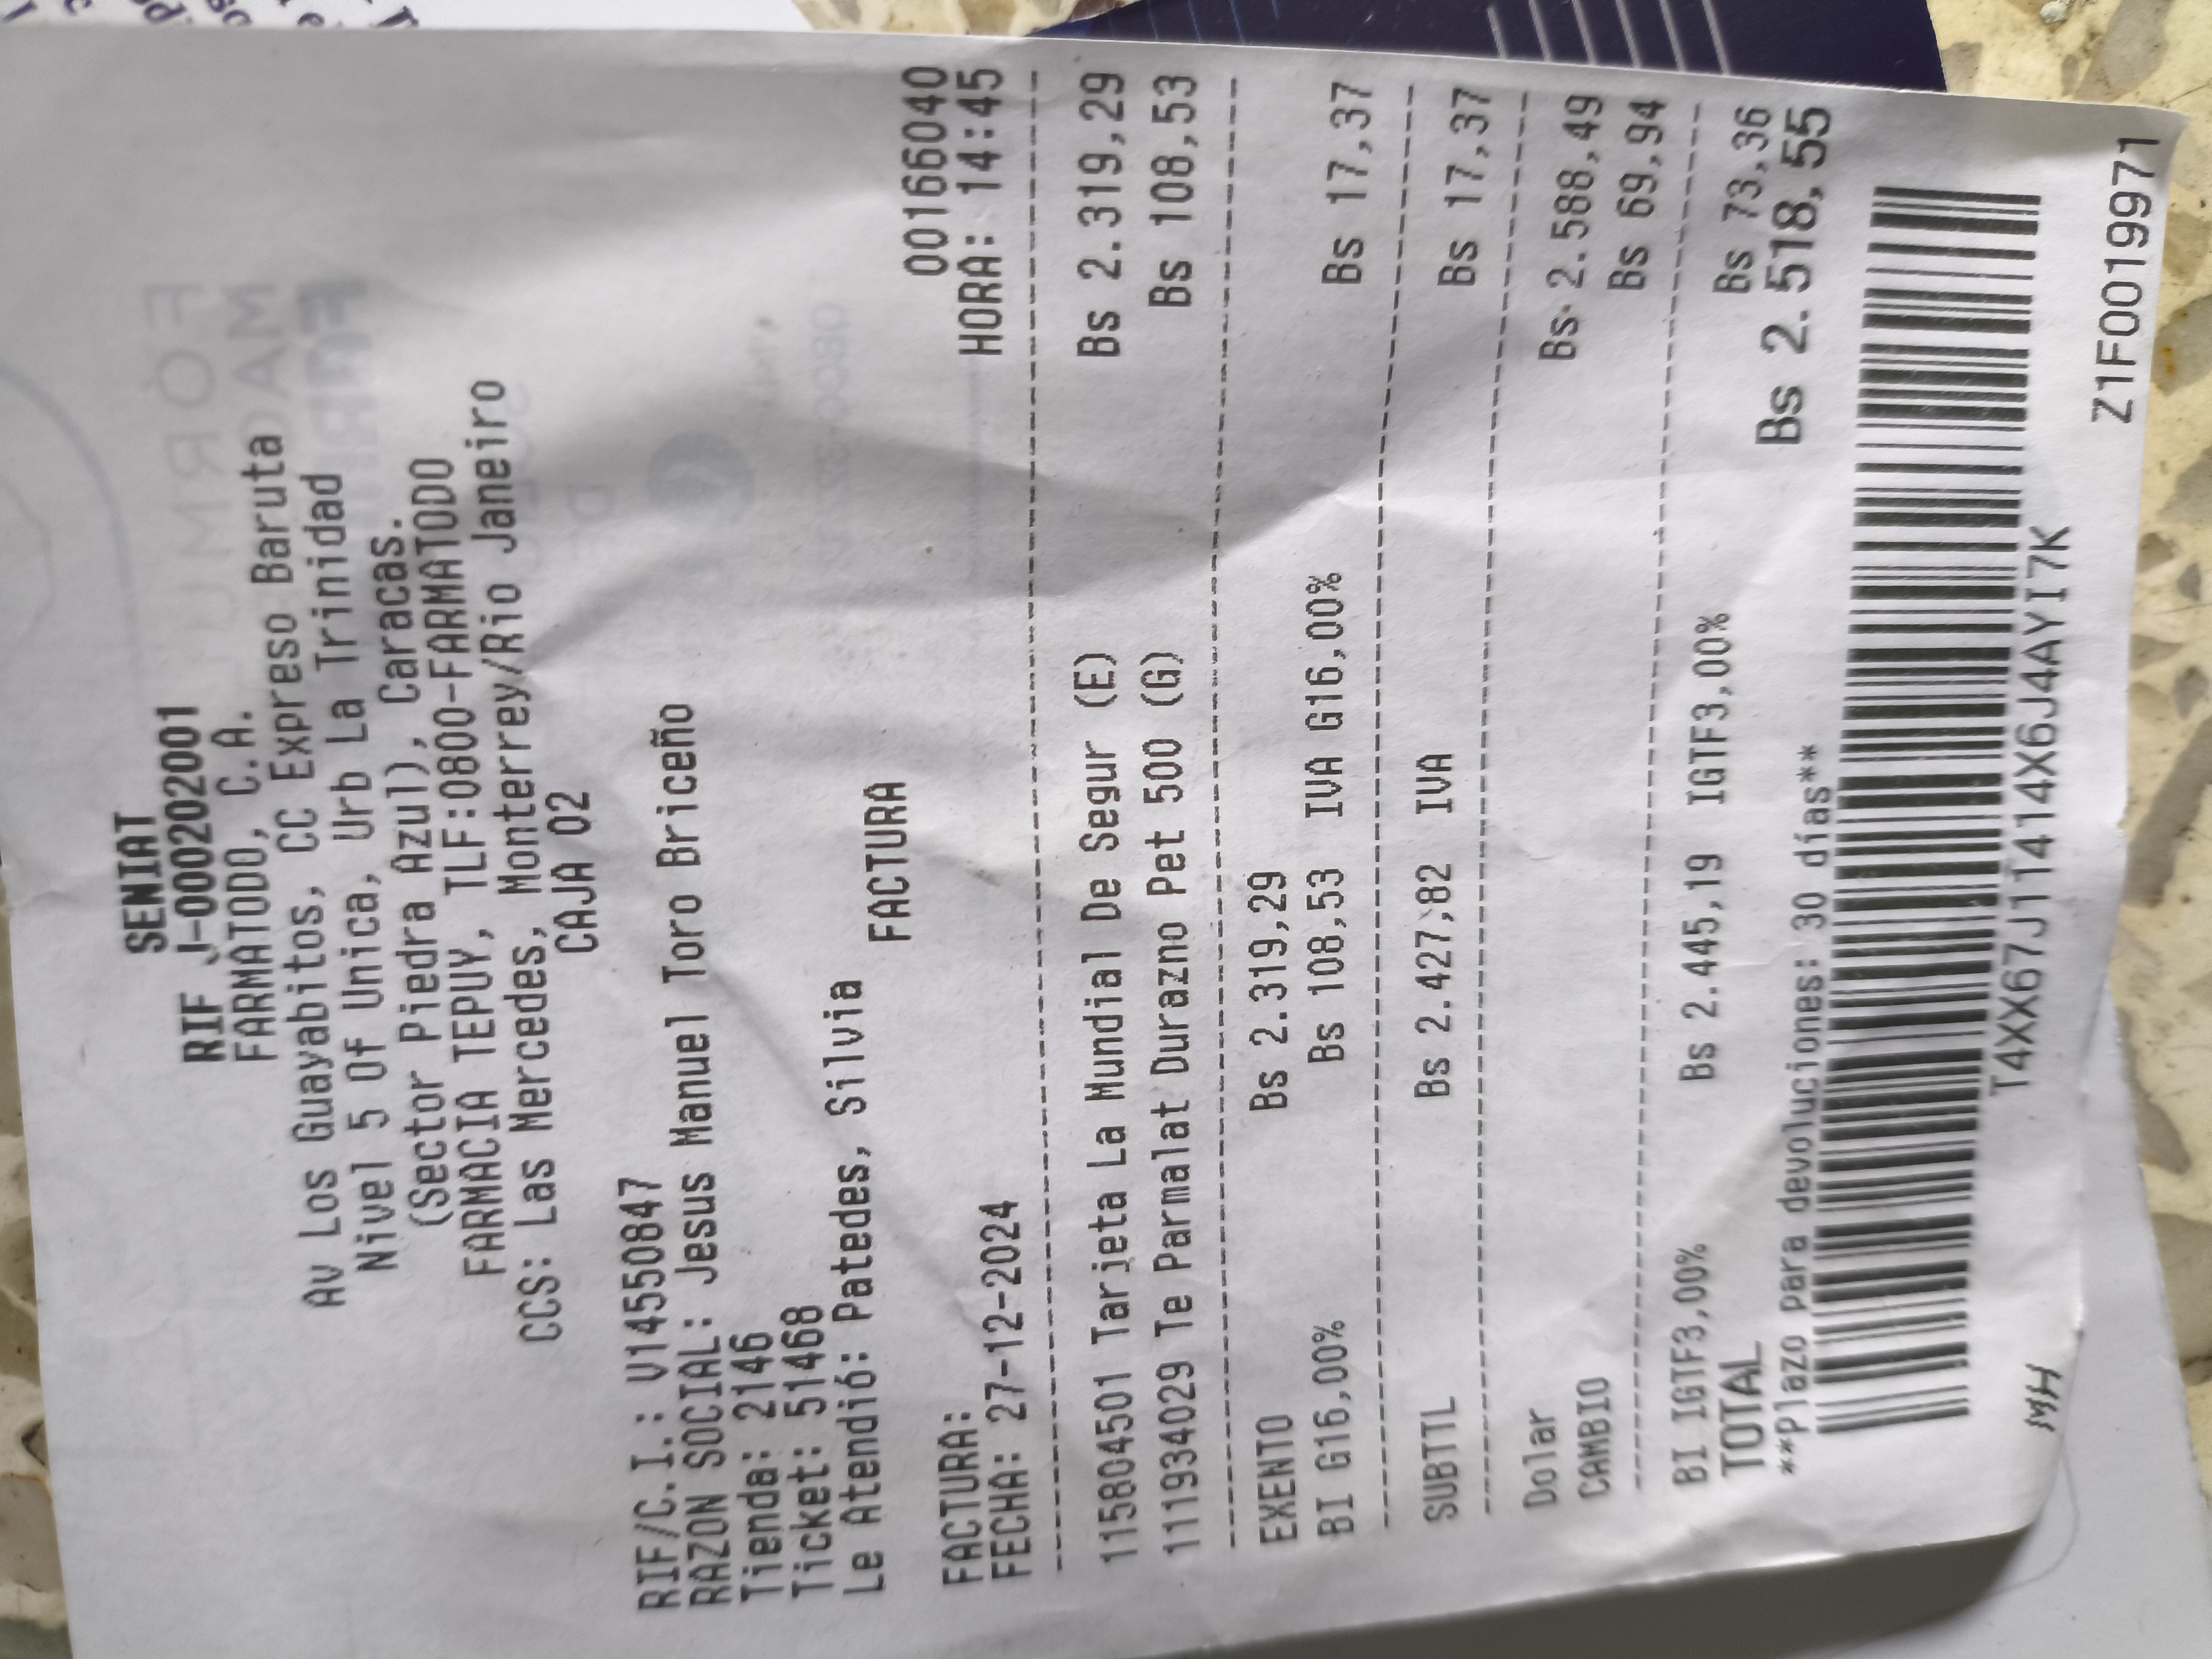 SENIAT
RIF J-000202001
FARMATODO, C.A.
Av Los Guayabitos, CC Expreso Baruta
Nivel 5 Of Unica, Urb La Trinidad
(Sector Piedra Azul), Caracas.
FARMACIA TEPUY, TLF:0800-FARMATODO
CCS: Las Mercedes, Monterrey/Rio Janeiro
CAJA 02
RIF/C.I.: V14550847
RAZON SOCIAL: Jesus Manuel Toro Briceño
Tienda: 2146
Ticket: 51468
Le Atendió: Patedes, Silvia
FACTURA
FACTURA: 00166040
FECHA: 27-12-2024 HORA: 14:45
115804501 Tarjeta La Mundial De Segur (E) Bs 2.319,29
111934029 Te Parmalat Durazno Pet 500 (G) Bs 108,53
EXENTO Bs 2.319,29
BI G16,00% Bs 108,53 IVA G16,00% Bs 17,37
SUBTTL Bs 2.427,82 IVA Bs 17,37
Dolar Bs 2.588,49
CAMBIO Bs 69,94
BI IGTF3,00% Bs 2.445,19 IGTF3,00% Bs 73,36
TOTAL Bs 2.518,55
**Plazo para devoluciones: 30 días**
T4XX67J1T414X6J4AYI7K
MH Z1F0019971